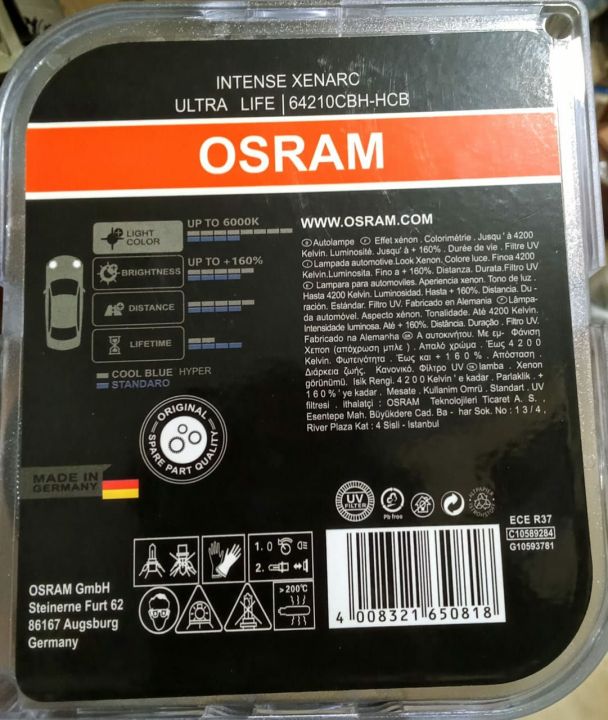 INTENSE XENARC
ULTRA LIFE | 64210CBH-HCB
OSRAM
LIGHT
COLOR
UP TO 6000K
BRIGHTNESS
UP TO +160%
DISTANCE
LIFETIME
COOL BLUE HYPER
STANDARO
WWW.OSRAM.COM
Autolampe . Effet xénon . Colorimétrie . Jusqu ' à 4200
Kelvin. Luminosité. Jusqu' à + 160% . Durée de vie . Filtre UV
Lampada automotive.Look Xenon. Colore luce. Finoa 4200
Kelvin.Luminosita. Fino a + 160%. Distanza. Durata.Filtro UV
Lampara para automoviles. Aperiencia xenon. Tono de luz .
Hasta 4200 Kelvin. Luminosidad. Hasta + 160%. Distancia. Du -
ración. Estándar. Filtro UV. Fabricado en Alemania Lâmpa-
da automóvel. Aspecto xénon. Tonalidade. Até 4200 Kelvin.
Intensidade luminosa. Até + 160%. Distância. Duração . Filtro UV.
Fabricado na Alemanha Α αυτοκινήτου. Με εμ- Φάνιση
Χεποπ (απόχρωση μπλε ) . Απαλό χρώμα . Έως 4 2 0 0
Κelvin. Φωτεινότητα . Έως και + 1 6 0 % . Απόσταση .
Διάρκεια ζωής. Κανονικό. Φίλτρο UV lamba . Xenon
görünümü. Isik Rengi. 4 2 0 0 Kelvin' e kadar . Parlaklik . +
1 6 0 % ' ye kadar . Mesate . Kullanim Omrü . Standart . UV
filtresi . ithalatçi : OSRAM Teknolojileri Ticaret A. S. ,
Esentepe Mah. Büyükdere Cad. Ba - har Sok. No : 1 3 / 4 ,
River Plaza Kat : 4 Sisli - Istanbul
ORIGINAL
SPARE PART QUALITY
MADE IN
GERMANY
UV
FILTER
Pb free
ECE R37
C10589284
G10593781
1. 0
2.
> 200°C
OSRAM GmbH
Steinerne Furt 62
86167 Augsburg
Germany
4 008321 650818